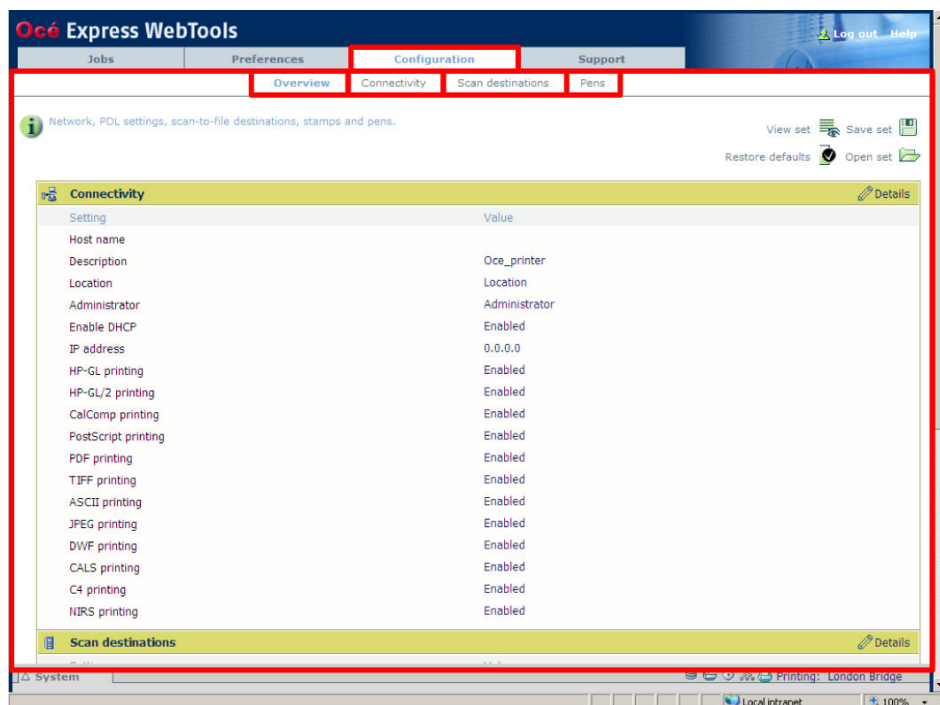 Océ Express WebTools
Log out Help
Jobs Preferences Configuration Support
Overview Connectivity Scan destinations Pens
Network, PDL settings, scan-to-file destinations, stamps and pens.
View set Save set
Restore defaults Open set
Connectivity Details
Setting Value
Host name
Description Oce_printer
Location Location
Administrator Administrator
Enable DHCP Enabled
IP address 0.0.0.0
HP-GL printing Enabled
HP-GL/2 printing Enabled
CalComp printing Enabled
PostScript printing Enabled
PDF printing Enabled
TIFF printing Enabled
ASCII printing Enabled
JPEG printing Enabled
DWF printing Enabled
CALS printing Enabled
C4 printing Enabled
NIRS printing Enabled
Scan destinations Details
System Printing: London Bridge
Local intranet 100%